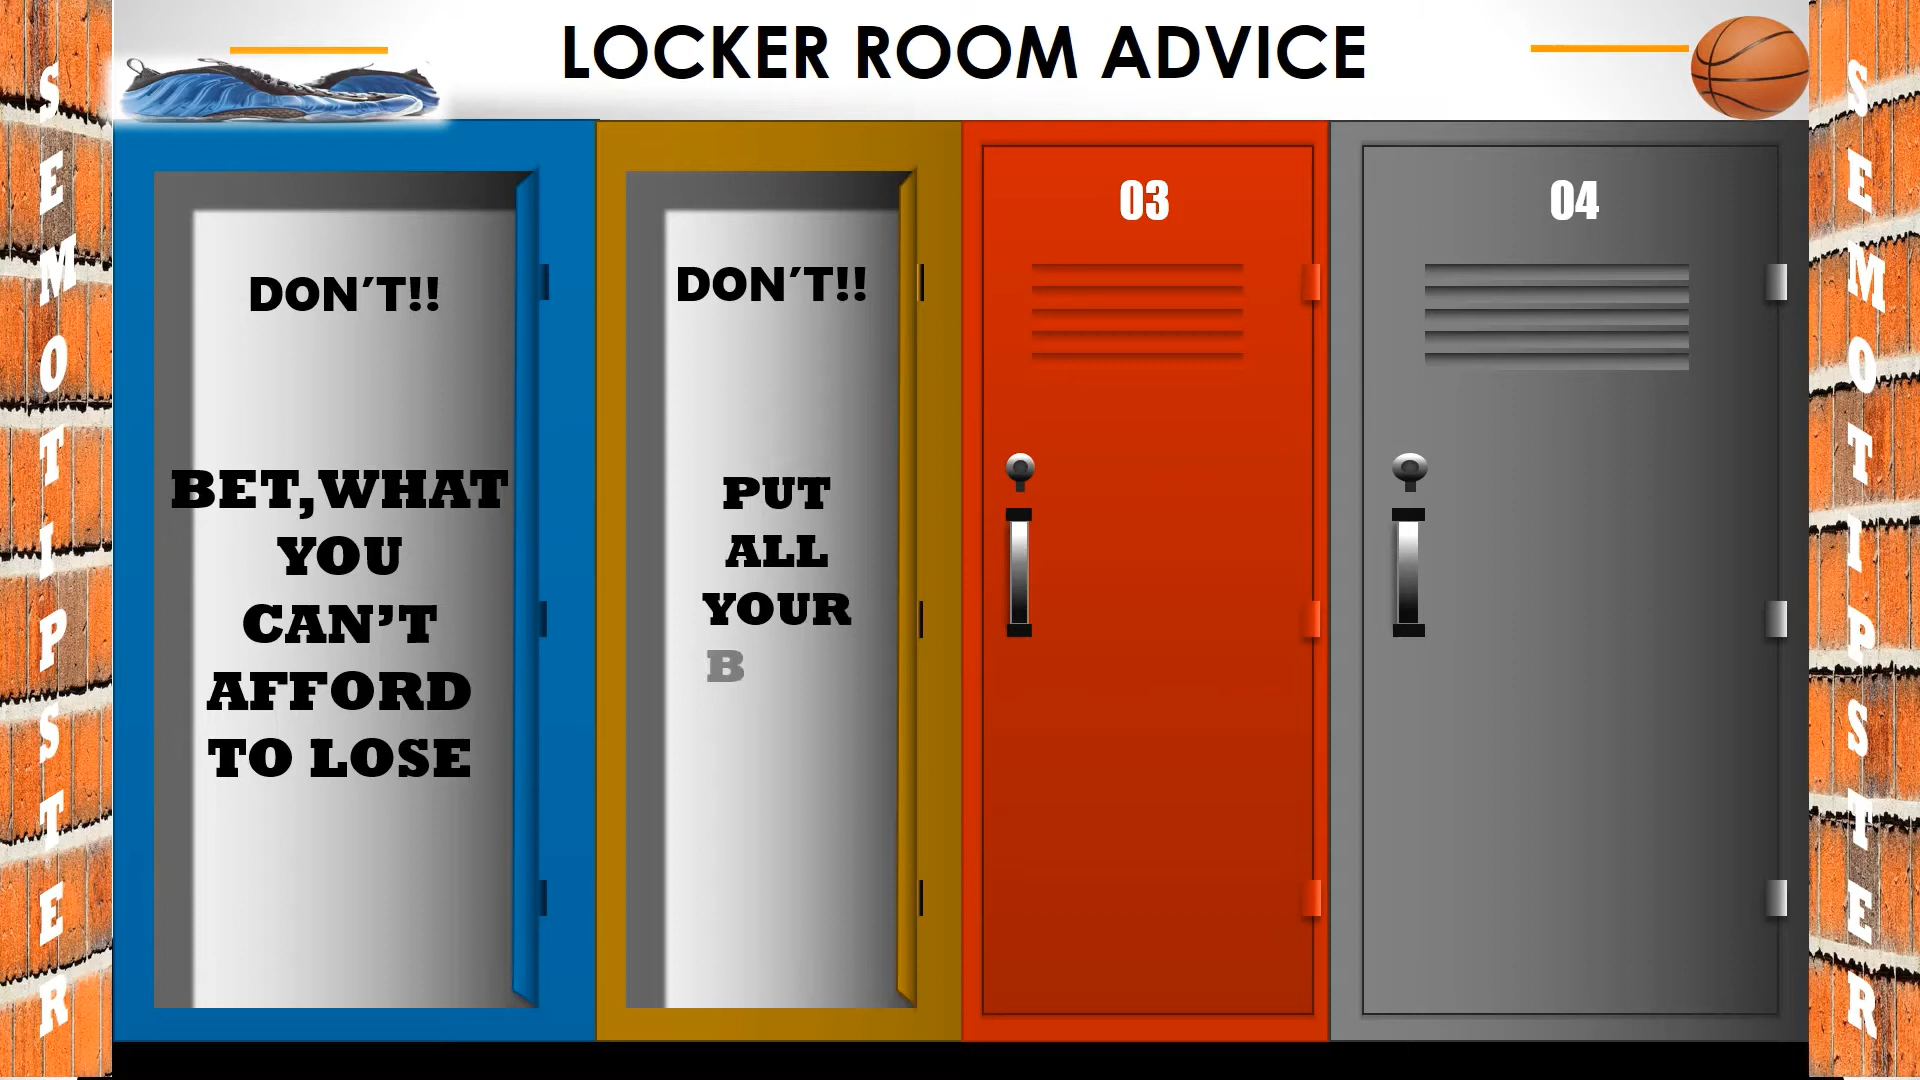 LOCKER ROOM ADVICE
SEMOTIPSTER
DON'T!!
BET,WHAT
YOU
CAN'T
AFFORD
TO LOSE
DON'T!!
PUT
ALL
YOUR
B
03
04
SEMOTIPSTER